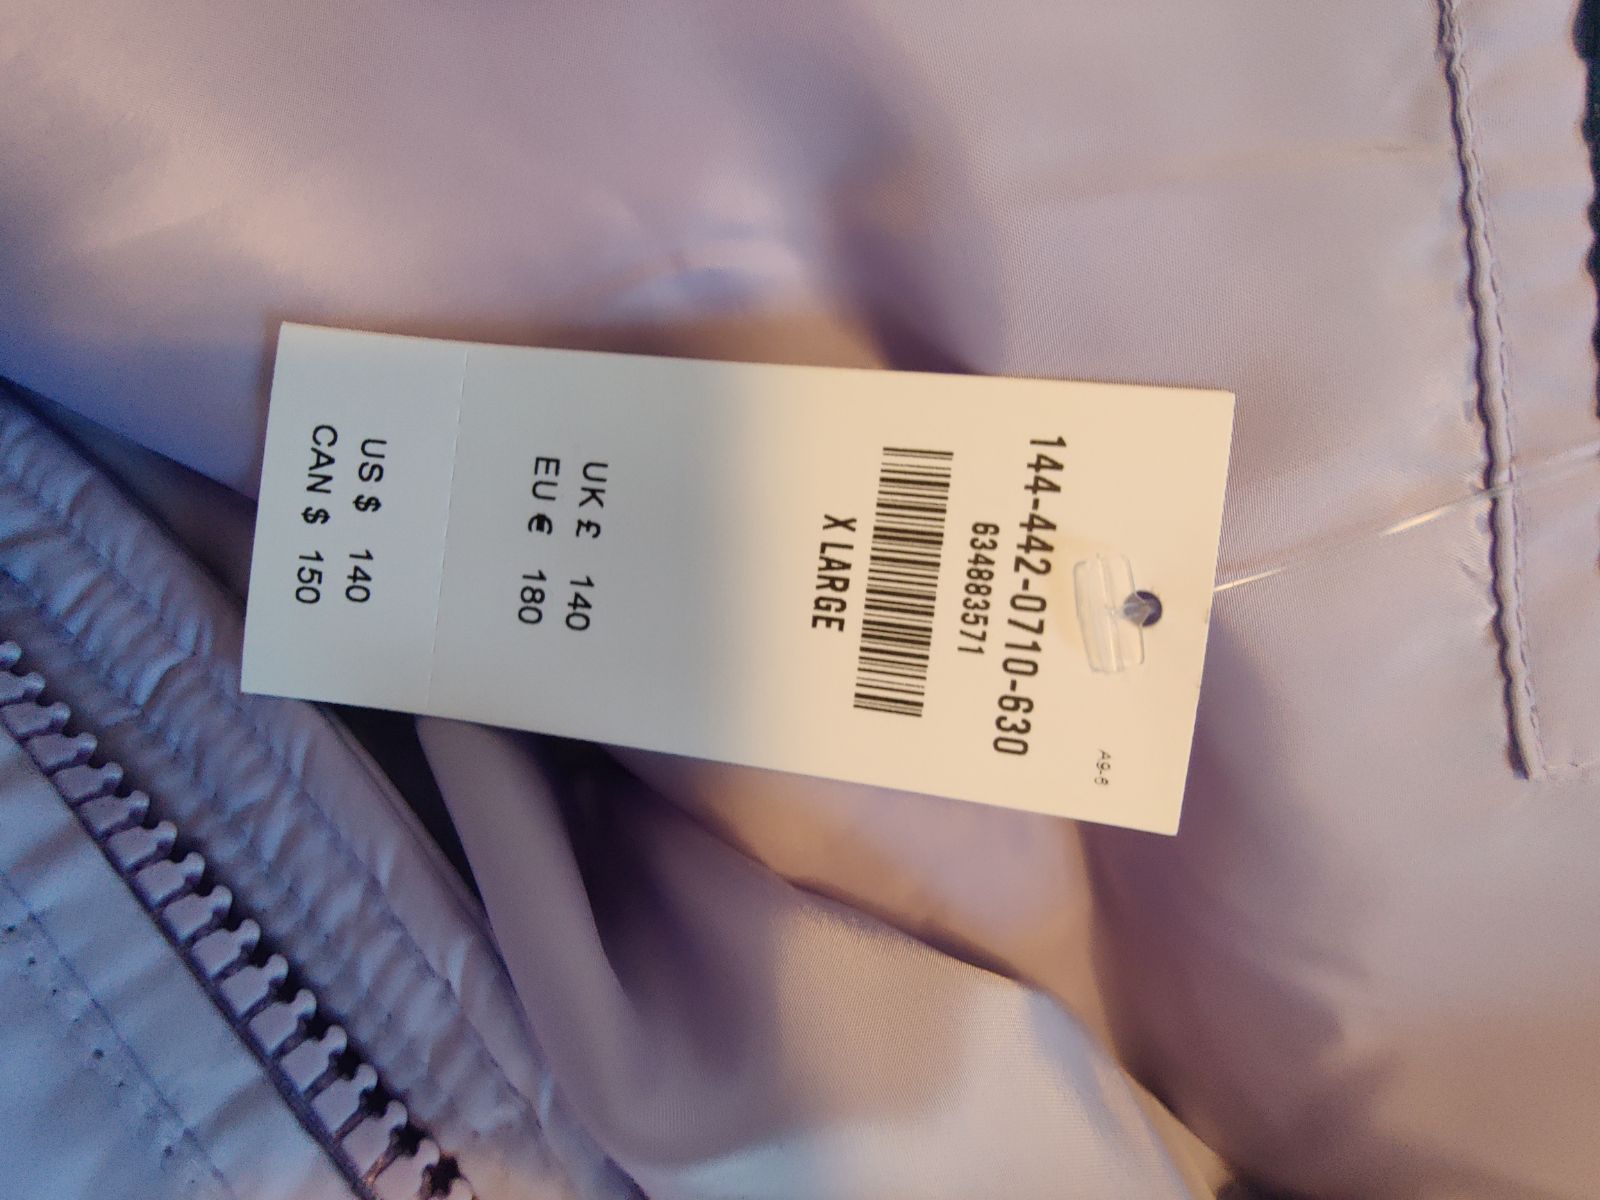 A9-8
144-442-0710-630
634883571
X LARGE
UK £ 140
EU € 180
US $ 140
CAN $ 150